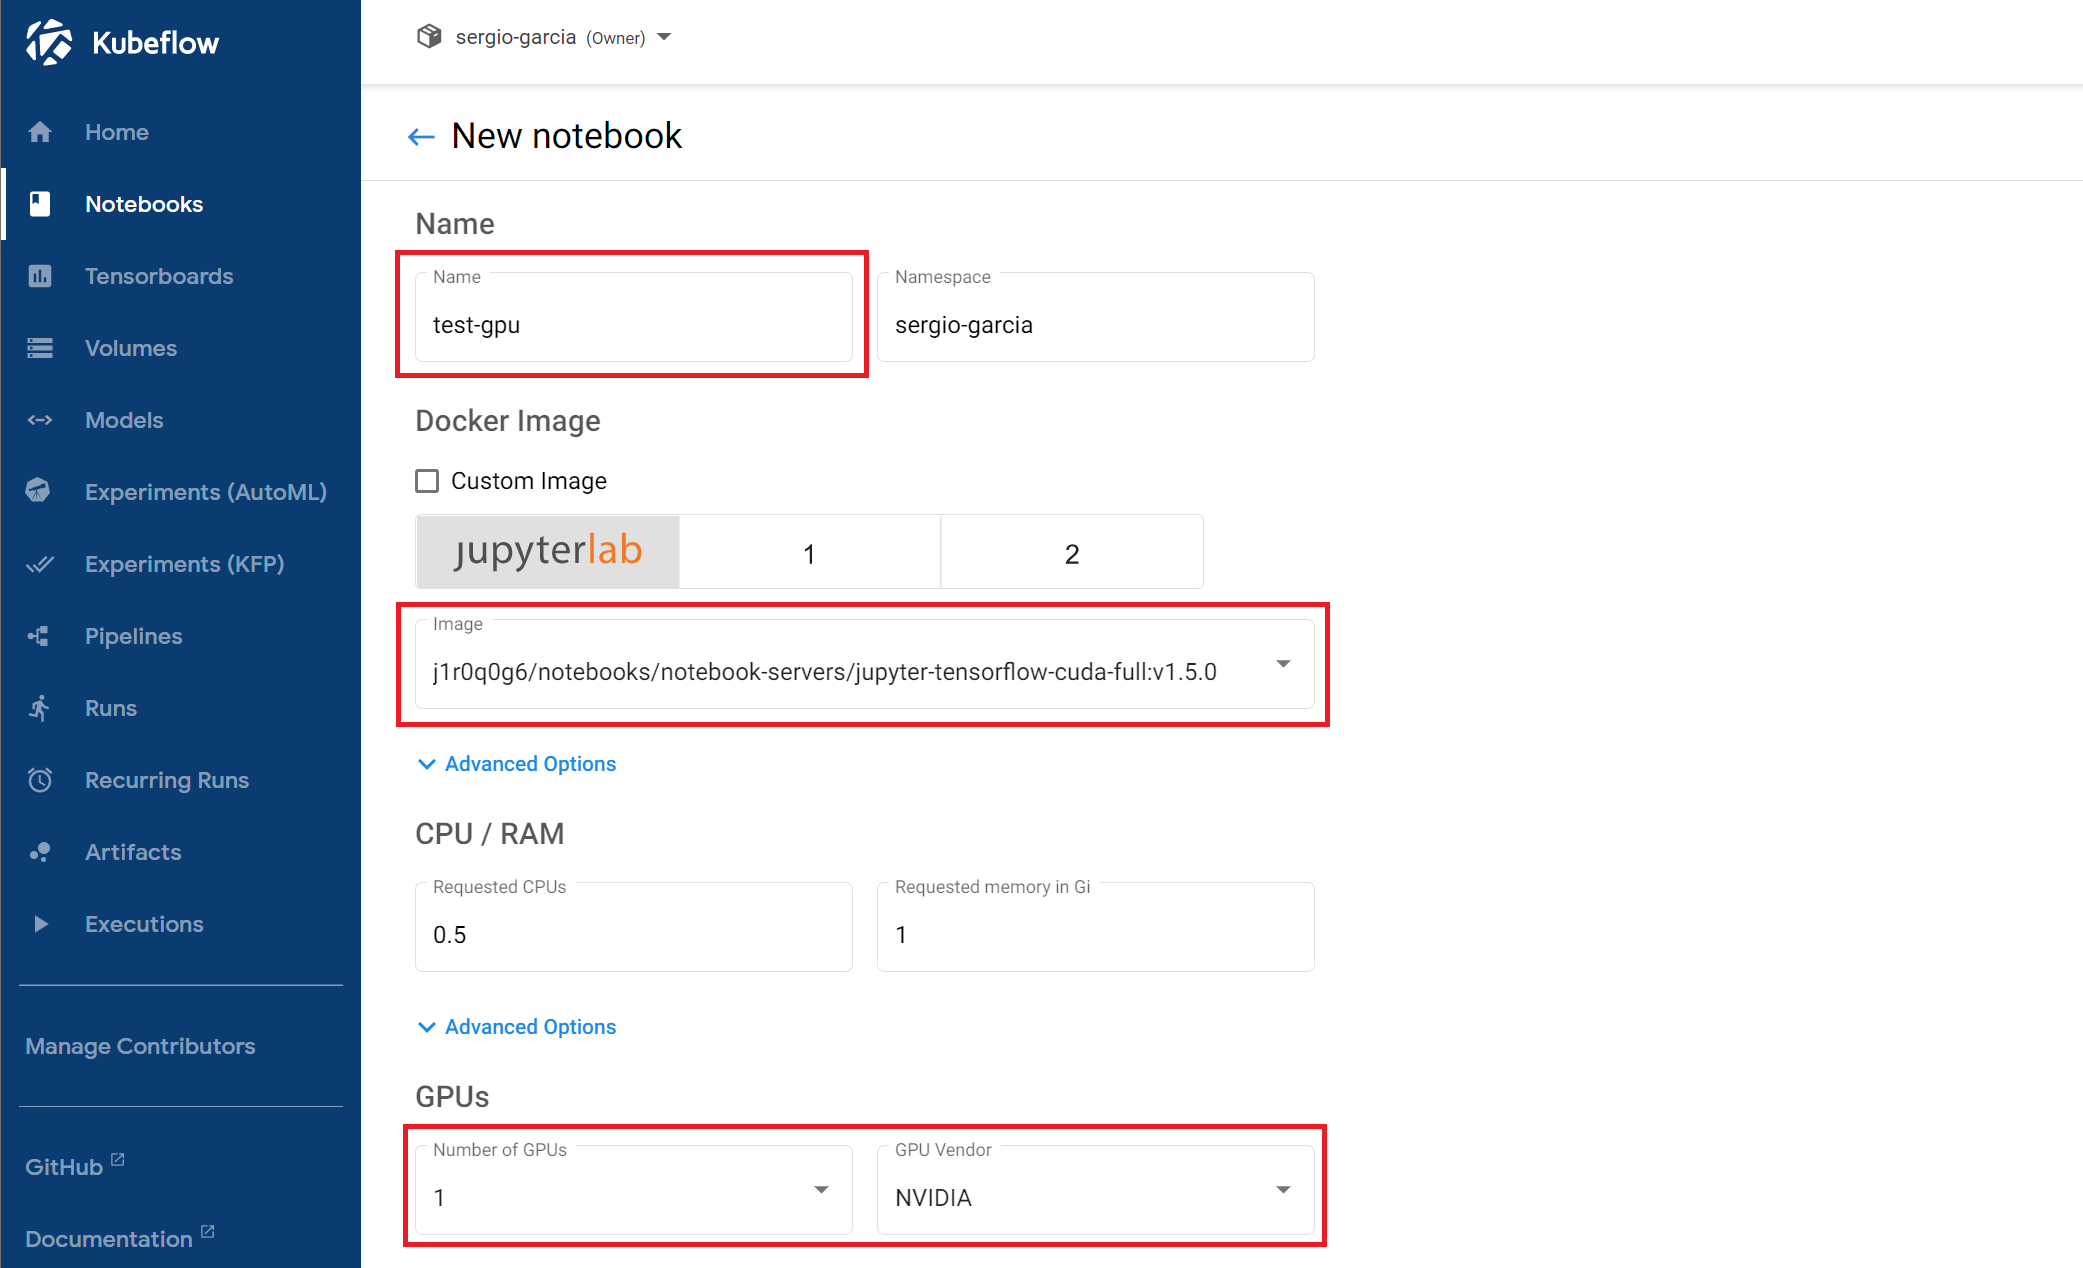 Kubeflow
Home
Notebooks
Tensorboards
Volumes
Models
Experiments (AutoML)
Experiments (KFP)
Pipelines
Runs
Recurring Runs
Artifacts
Executions
Manage Contributors
GitHub
Documentation
sergio-garcia (Owner)
New notebook
Name
Name
test-gpu
Namespace
sergio-garcia
Docker Image
Custom Image
jupyterlab
1
2
Image
j1r0q0g6/notebooks/notebook-servers/jupyter-tensorflow-cuda-full:v1.5.0
Advanced Options
CPU / RAM
Requested CPUs
0.5
Requested memory in Gi
1
Advanced Options
GPUs
Number of GPUs
1
GPU Vendor
NVIDIA